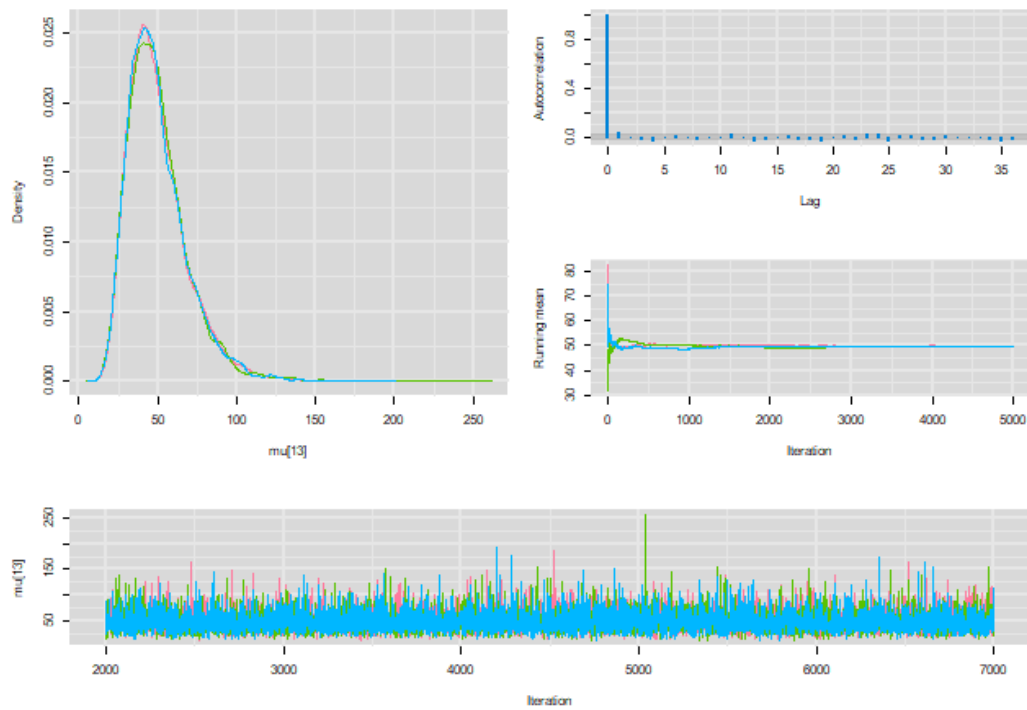 Density
0.000 0.005 0.010 0.015 0.020 0.025
0 50 100 150 200 250
mu[13]
Autocorrelation
0.0 0.4 0.8
0 5 10 15 20 25 30 35
Lag
Running mean
30 40 50 60 70 80
0 1000 2000 3000 4000 5000
Iteration
mu[13]
50 150 250
2000 3000 4000 5000 6000 7000
Iteration